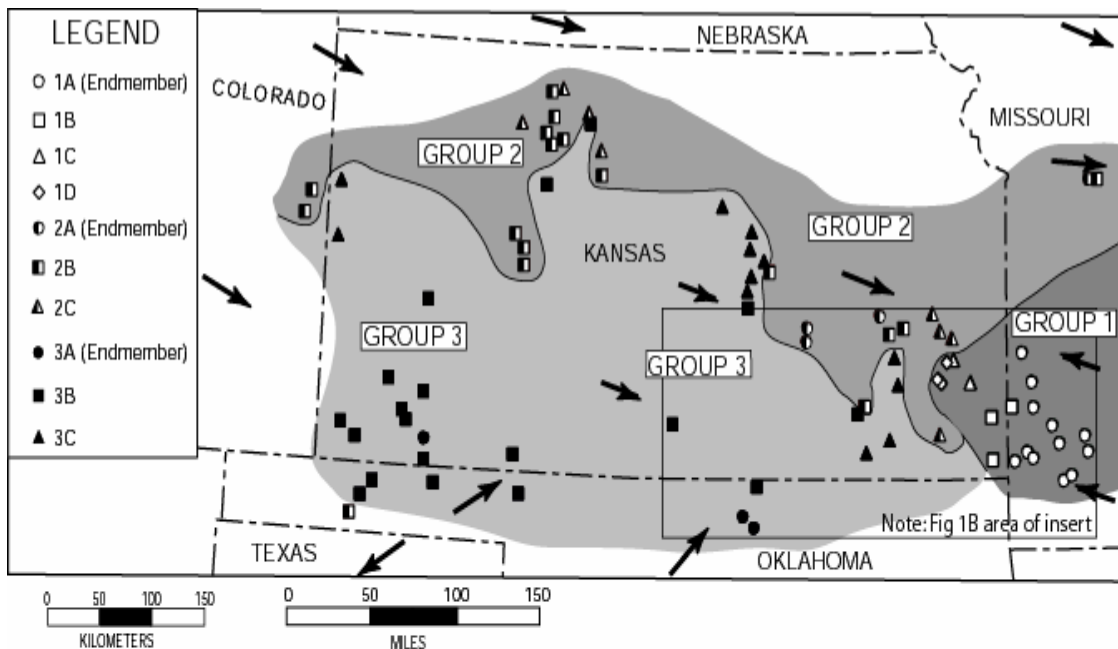 LEGEND
1A (Endmember)
1B
1C
1D
2A (Endmember)
2B
2C
3A (Endmember)
3B
3C
NEBRASKA
COLORADO
MISSOURI
GROUP 2
KANSAS
GROUP 2
GROUP 3
GROUP 3
GROUP 1
Note: Fig 1B area of insert
TEXAS
OKLAHOMA
0 50 100 150
KILOMETERS
0 50 100 150
MILES